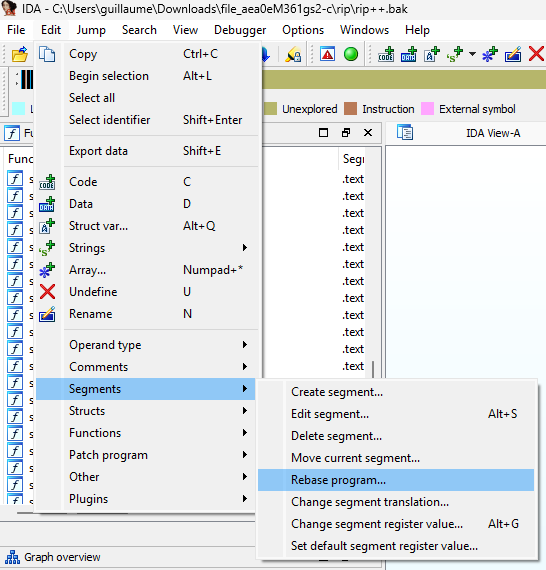 IDA - C:\Users\guillaume\Downloads\file_aea0eM361gs2-c\rip\rip++.bak
File Edit Jump Search View Debugger Options Windows Help
Copy Ctrl+C
Begin selection Alt+L
Select all
Unexplored Instruction External symbol
Select identifier Shift+Enter
IDA View-A
Export data Shift+E
Code C
Data D
Struct var... Alt+Q
Strings
Array... Numpad+*
Undefine U
Rename N
Operand type
Comments
Segments
Structs
Functions
Patch program
Other
Plugins
.text
.text
.text
.text
.text
.text
.text
.text
.text
.text
Create segment...
Edit segment... Alt+S
Delete segment...
Move current segment...
Rebase program...
Change segment translation...
Change segment register value... Alt+G
Set default segment register value...
Graph overview